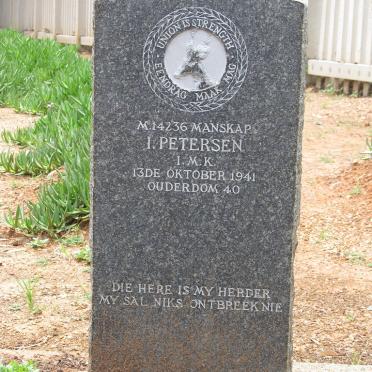 UNION IS STRENGTH
EENDRAG MAAK MAG
M.14236 MANSKAP
I. PETERSEN
I.M.K.
13DE OKTOBER 1941
OUDERDOM 40
DIE HERE IS MY HERDER
MY SAL NIKS ONTBREEK NIE